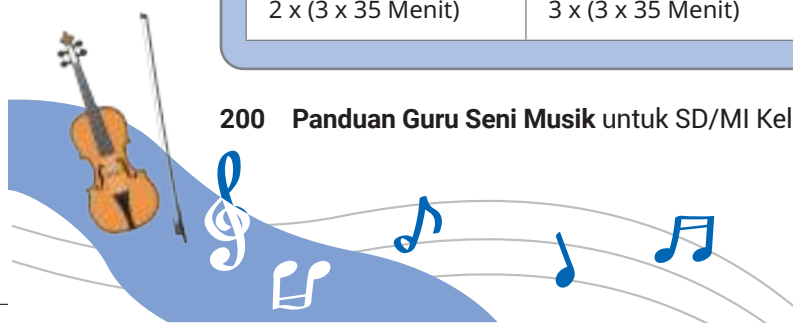 2 x (3 x 35 Menit) 3 x (3 x 35 Menit)
200 Panduan Guru Seni Musik untuk SD/MI Kel